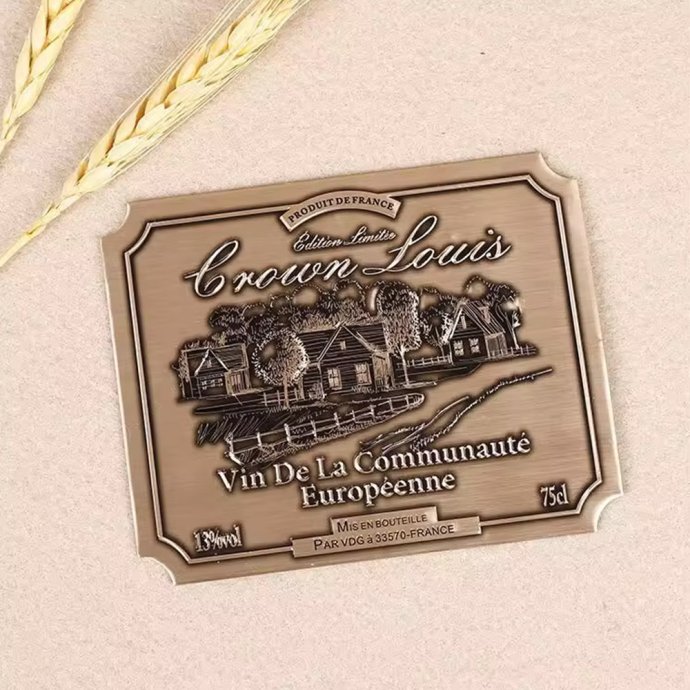 PRODUIT DE FRANCE
Édition Limitée
Crown Louis
Vin De La Communauté
Européenne
13%vol
75cl
MIS EN BOUTEILLE
PAR VDG à 33570-FRANCE